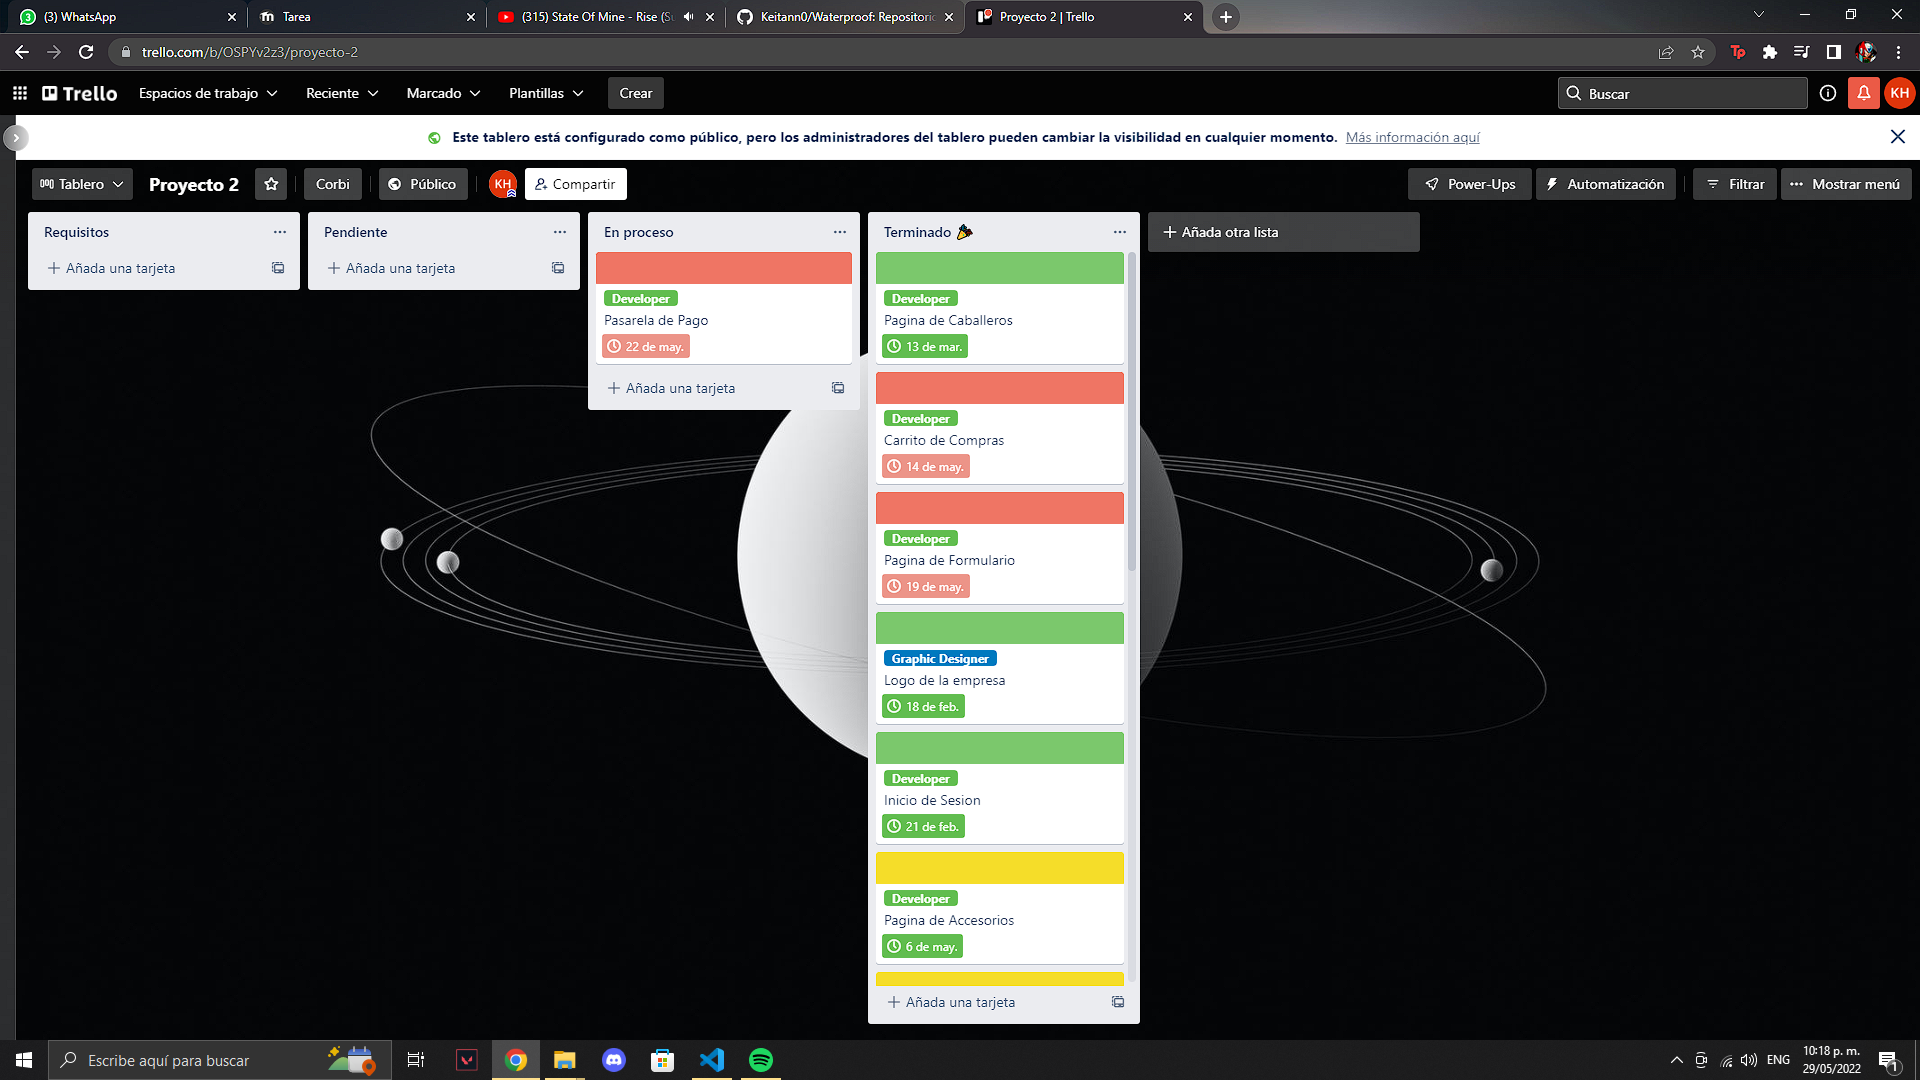 (3) WhatsApp
Tarea
(315) State Of Mine - Rise (Su
Keitann0/Waterproof: Repositorio
Proyecto 2 | Trello
trello.com/b/OSPYv2z3/proyecto-2
Tp
Trello
Espacios de trabajo
Reciente
Marcado
Plantillas
Crear
Buscar
KH
Este tablero está configurado como público, pero los administradores del tablero pueden cambiar la visibilidad en cualquier momento. Más información aquí
Tablero
Proyecto 2
Corbi
Público
KH
Compartir
Power-Ups
Automatización
Filtrar
Mostrar menú
Requisitos
Añada una tarjeta
Pendiente
Añada una tarjeta
En proceso
Developer
Pasarela de Pago
22 de may.
Añada una tarjeta
Terminado 🎉
Developer
Pagina de Caballeros
13 de mar.
Developer
Carrito de Compras
14 de may.
Developer
Pagina de Formulario
19 de may.
Graphic Designer
Logo de la empresa
18 de feb.
Developer
Inicio de Sesion
21 de feb.
Developer
Pagina de Accesorios
6 de may.
Añada una tarjeta
Añada otra lista
Escribe aquí para buscar
ENG
10:18 p. m.
29/05/2022
1